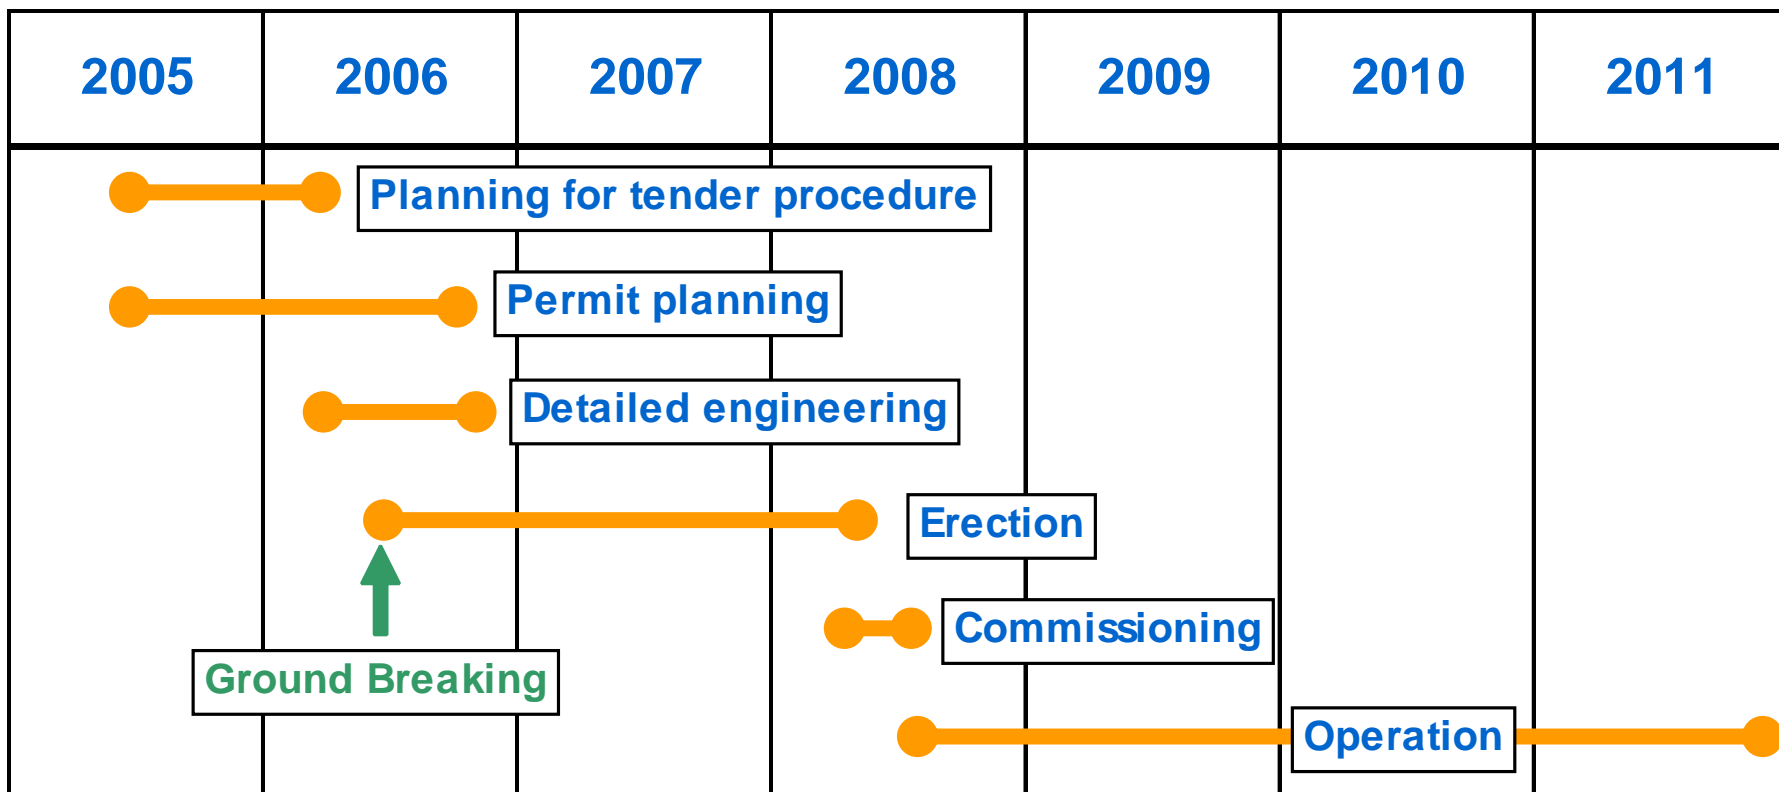 2005 2006 2007 2008 2009 2010 2011
Planning for tender procedure
Permit planning
Detailed engineering
Erection
Commissioning
Ground Breaking
Operation